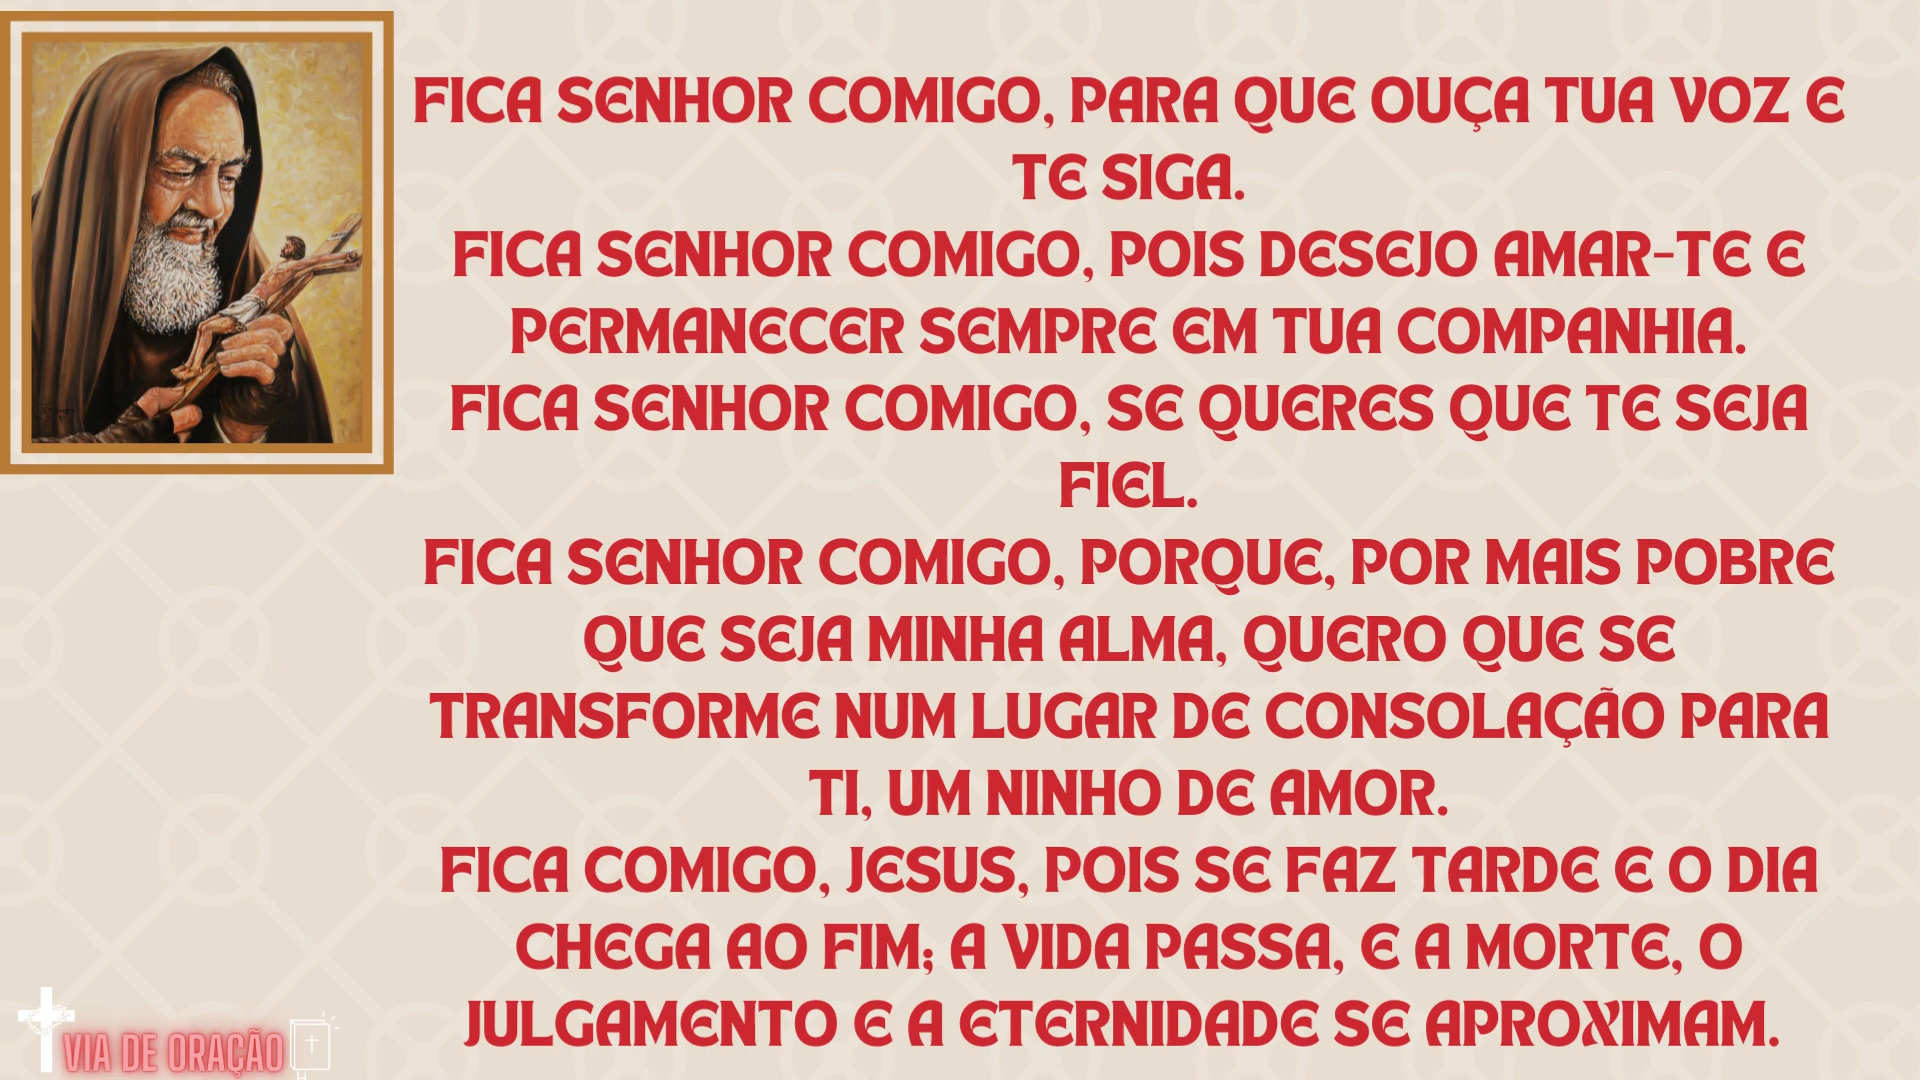 FICA SENHOR COMIGO, PARA QUE OUÇA TUA VOZ E
TE SIGA.
FICA SENHOR COMIGO, POIS DESEJO AMAR-TE E
PERMANECER SEMPRE EM TUA COMPANHIA.
FICA SENHOR COMIGO, SE QUERES QUE TE SEJA
FIEL.
FICA SENHOR COMIGO, PORQUE, POR MAIS POBRE
QUE SEJA MINHA ALMA, QUERO QUE SE
TRANSFORME NUM LUGAR DE CONSOLAÇÃO PARA
TI, UM NINHO DE AMOR.
FICA COMIGO, JESUS, POIS SE FAZ TARDE E O DIA
CHEGA AO FIM; A VIDA PASSA, E A MORTE, O
JULGAMENTO E A ETERNIDADE SE APROXIMAM.
VIA DE ORAÇÃO